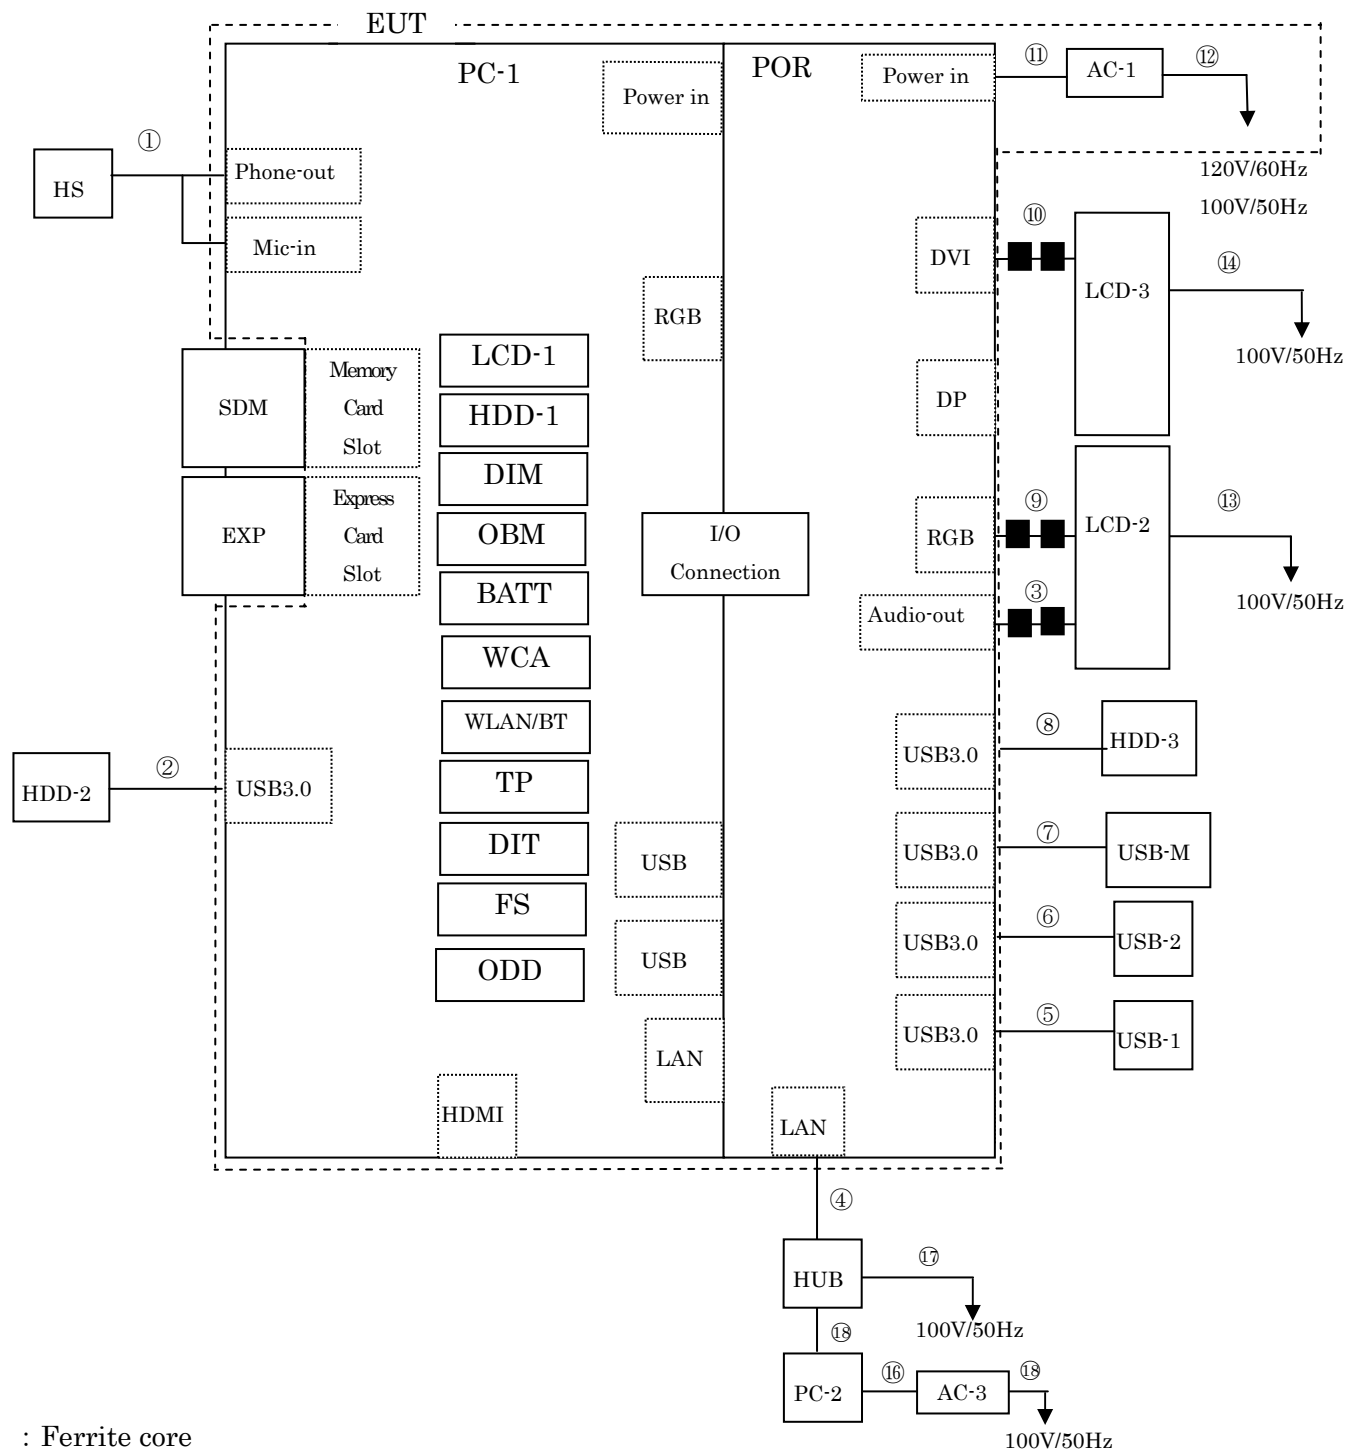 EUT
PC-1
POR
Power in
Power in
⑪
AC-1
⑫
120V/60Hz
100V/50Hz
①
HS
Phone-out
Mic-in
RGB
DVI
⑩
LCD-3
⑭
100V/50Hz
SDM
Memory
Card
Slot
EXP
Express
Card
Slot
LCD-1
HDD-1
DIM
OBM
BATT
WCA
WLAN/BT
TP
DIT
FS
ODD
I/O
Connection
DP
RGB
⑨
LCD-2
⑬
100V/50Hz
Audio-out
③
HDD-2
②
USB3.0
USB3.0
⑧
HDD-3
USB
USB3.0
⑦
USB-M
USB
USB3.0
⑥
USB-2
USB3.0
⑤
USB-1
LAN
HDMI
LAN
④
HUB
⑰
100V/50Hz
⑱
PC-2
⑯
AC-3
⑱
100V/50Hz
: Ferrite core